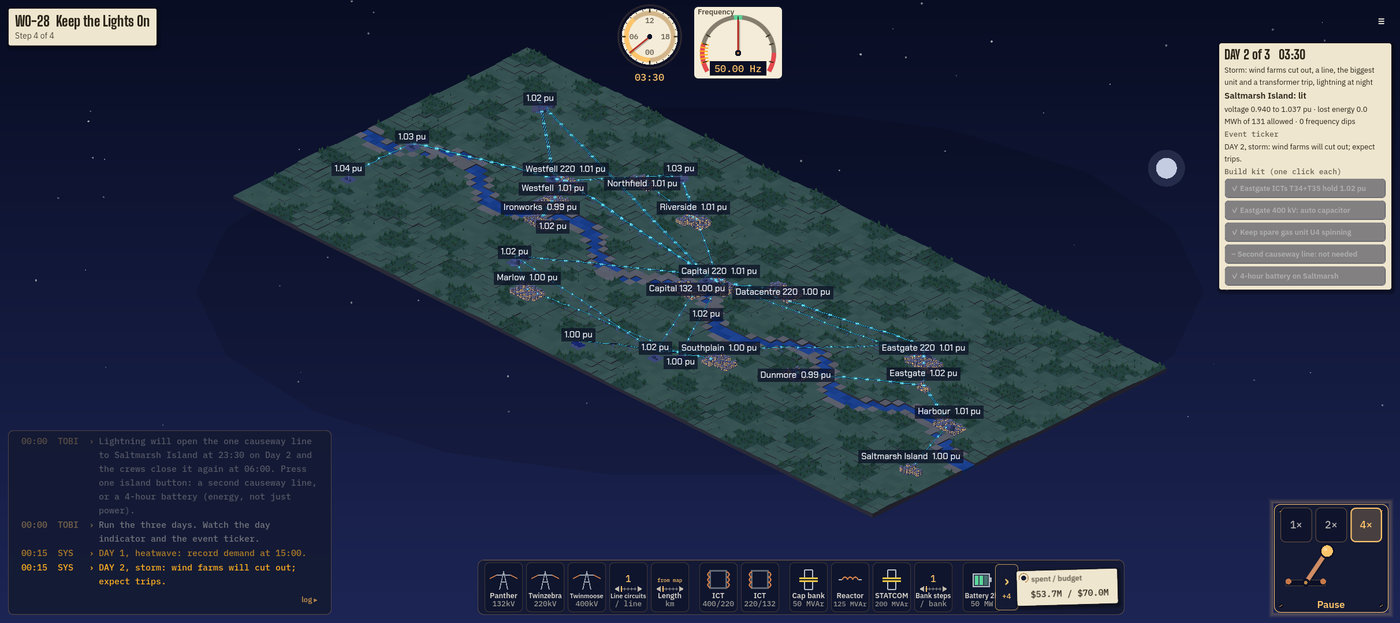 WO-28 Keep the Lights On
Step 4 of 4
12
06
18
00
03:30
Frequency
50.00 Hz
≡
DAY 2 of 3 03:30
Storm: wind farms cut out, a line, the biggest
unit and a transformer trip, lightning at night
Saltmarsh Island: lit
voltage 0.940 to 1.037 pu · lost energy 0.0
MWh of 131 allowed · 0 frequency dips
Event ticker
DAY 2, storm: wind farms will cut out; expect
trips.
Build kit (one click each)
✓ Eastgate ICTs T34+T35 hold 1.02 pu
✓ Eastgate 400 kV: auto capacitor
✓ Keep spare gas unit U4 spinning
– Second causeway line: not needed
✓ 4-hour battery on Saltmarsh
1.02 pu
1.03 pu
1.04 pu
Westfell 220 1.01 pu
1.03 pu
Westfell 1.01 pu
Northfield 1.01 pu
Ironworks 0.99 pu
Riverside 1.01 pu
1.02 pu
1.02 pu
Capital 220 1.01 pu
Marlow 1.00 pu
Capital 132 1.00 pu
Datacentre 220 1.00 pu
1.02 pu
1.00 pu
1.02 pu
Southplain 1.00 pu
Eastgate 220 1.01 pu
1.00 pu
Dunmore 0.99 pu
Eastgate 1.02 pu
Harbour 1.01 pu
Saltmarsh Island 1.00 pu
00:00 TOBI › Lightning will open the one causeway line
to Saltmarsh Island at 23:30 on Day 2 and
the crews close it again at 06:00. Press
one island button: a second causeway line,
or a 4-hour battery (energy, not just
power).
00:00 TOBI › Run the three days. Watch the day
indicator and the event ticker.
00:15 SYS › DAY 1, heatwave: record demand at 15:00.
00:15 SYS › DAY 2, storm: wind farms will cut out;
expect trips.
log ▸
Panther
132kV
Twinzebra
220kV
Twinmoose
400kV
1
Line circuits
/ line
from map
Length
km
ICT
400/220
ICT
220/132
Cap bank
50 MVAr
Reactor
125 MVAr
STATCOM
200 MVAr
1
Bank steps
/ bank
Battery 2
50 MW
›
+4
spent / budget
$53.7M / $70.0M
1×
2×
4×
Pause